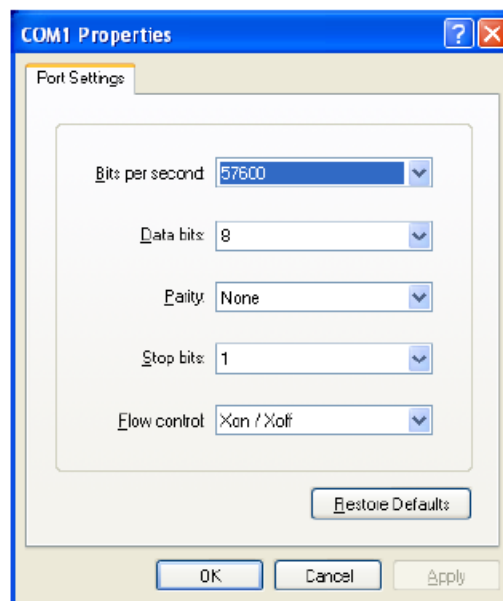 COM1 Properties
Port Settings
Bits per second: 57600
Data bits: 8
Parity: None
Stop bits: 1
Flow control: Xon / Xoff
Restore Defaults
OK Cancel Apply